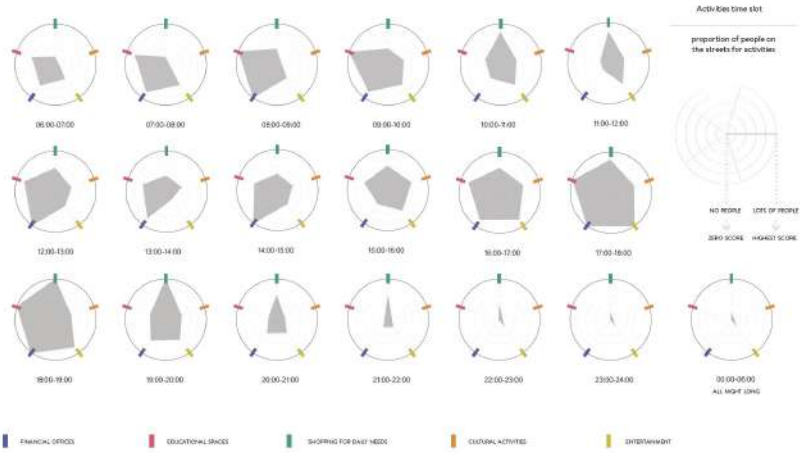 Activities time slot
proportion of people on
the streets for activities
06:00-07:00
07:00-08:00
08:00-09:00
09:00-10:00
10:00-11:00
11:00-12:00
NO PEOPLE
LOTS OF PEOPLE
ZERO SCORE
HIGHEST SCORE
12:00-13:00
13:00-14:00
14:00-15:00
15:00-16:00
16:00-17:00
17:00-18:00
18:00-19:00
19:00-20:00
20:00-21:00
21:00-22:00
22:00-23:00
23:00-24:00
00:00-06:00
ALL NIGHT LONG
FINANCIAL OFFICES
EDUCATIONAL SPACES
SHOPPING FOR DAILY NEEDS
CULTURAL ACTIVITIES
ENTERTAINMENT